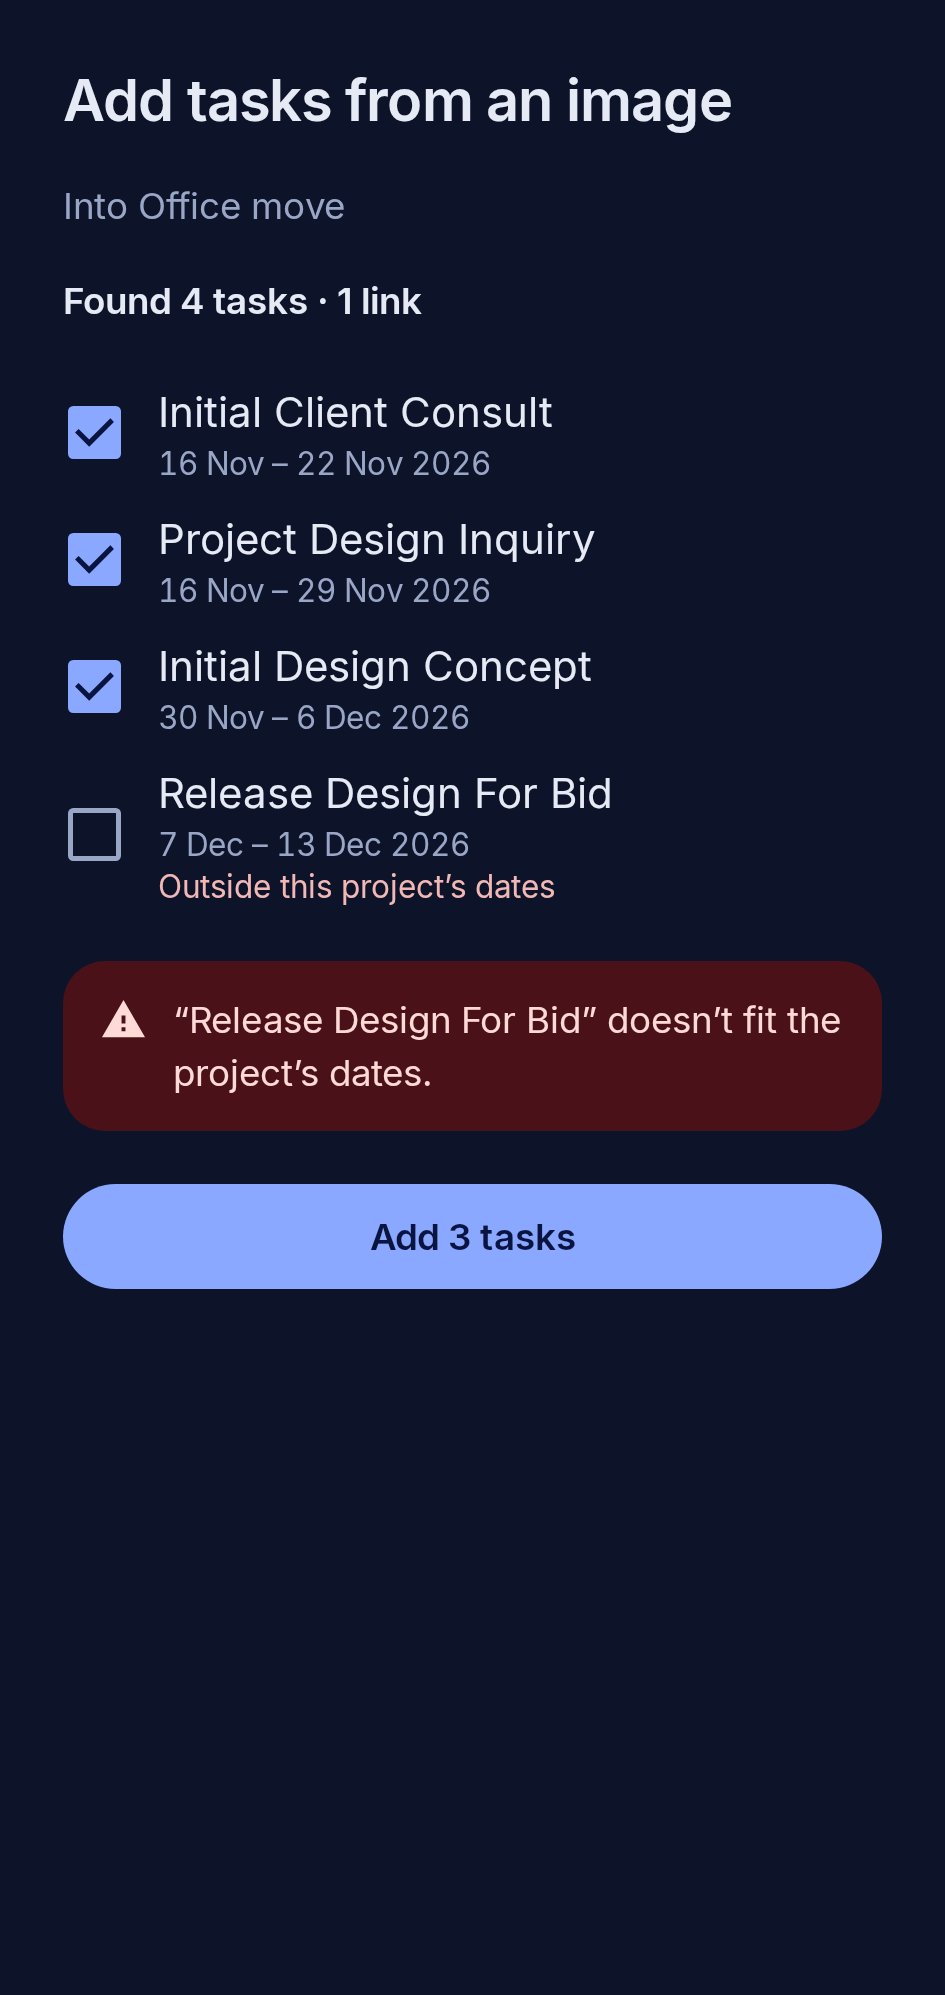 Add tasks from an image
Into Office move
Found 4 tasks · 1 link
Initial Client Consult
16 Nov – 22 Nov 2026
Project Design Inquiry
16 Nov – 29 Nov 2026
Initial Design Concept
30 Nov – 6 Dec 2026
Release Design For Bid
7 Dec – 13 Dec 2026
Outside this project’s dates
“Release Design For Bid” doesn’t fit the
project’s dates.
Add 3 tasks